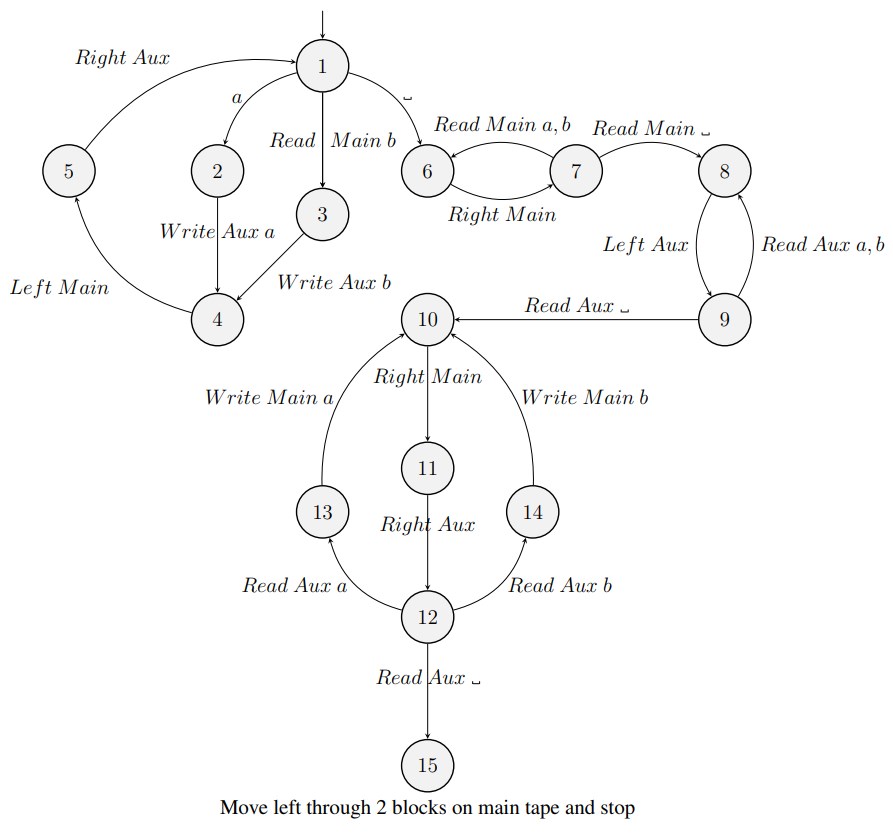 Right Aux
1
a
␣
Read Main b
Read Main a, b
Read Main ␣
5
2
6
7
8
3
Right Main
Write Aux a
Left Aux
Read Aux a, b
Write Aux b
Left Main
4
10
Read Aux ␣
9
Write Main a
Right Main
Write Main b
11
13
Right Aux
14
Read Aux a
Read Aux b
12
Read Aux ␣
15
Move left through 2 blocks on main tape and stop